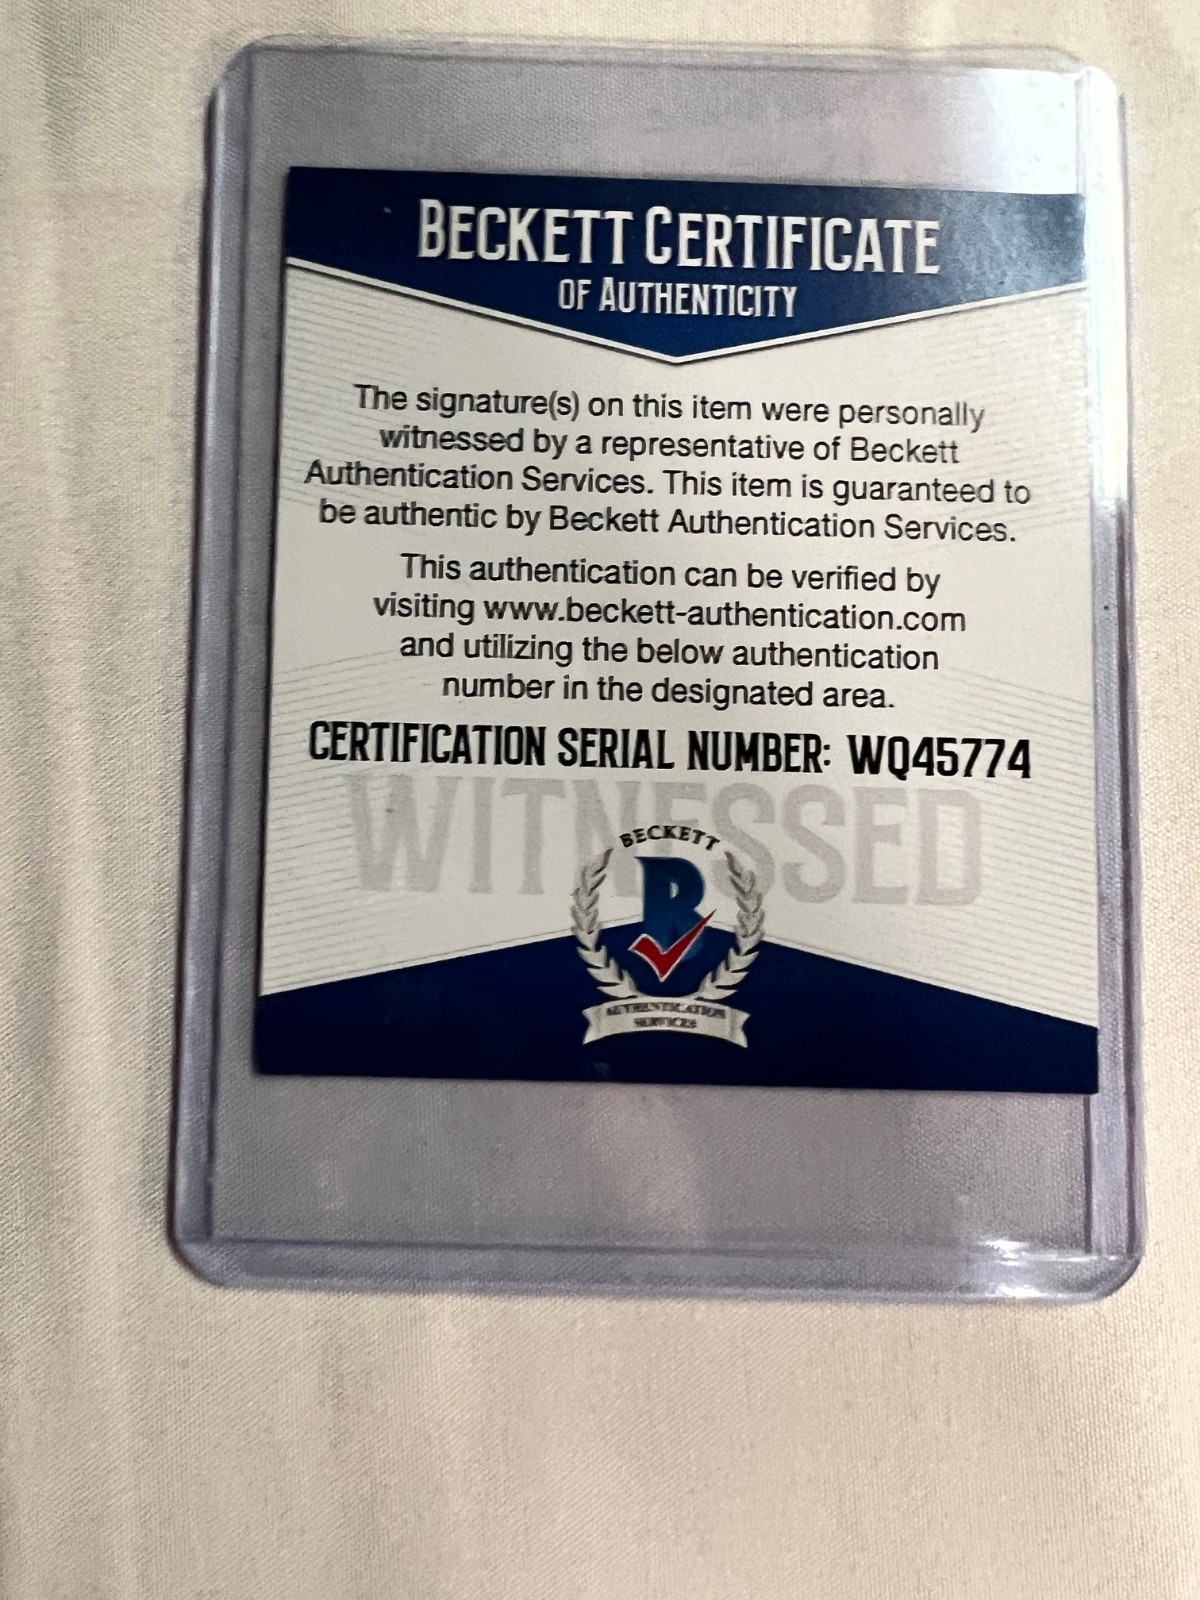 BECKETT CERTIFICATE
OF AUTHENTICITY
The signature(s) on this item were personally
witnessed by a representative of Beckett
Authentication Services. This item is guaranteed to
be authentic by Beckett Authentication Services.
This authentication can be verified by
visiting www.beckett-authentication.com
and utilizing the below authentication
number in the designated area.
CERTIFICATION SERIAL NUMBER: WQ45774
WITNESSED
BECKETT
B
AUTHENTICATION
SERVICES